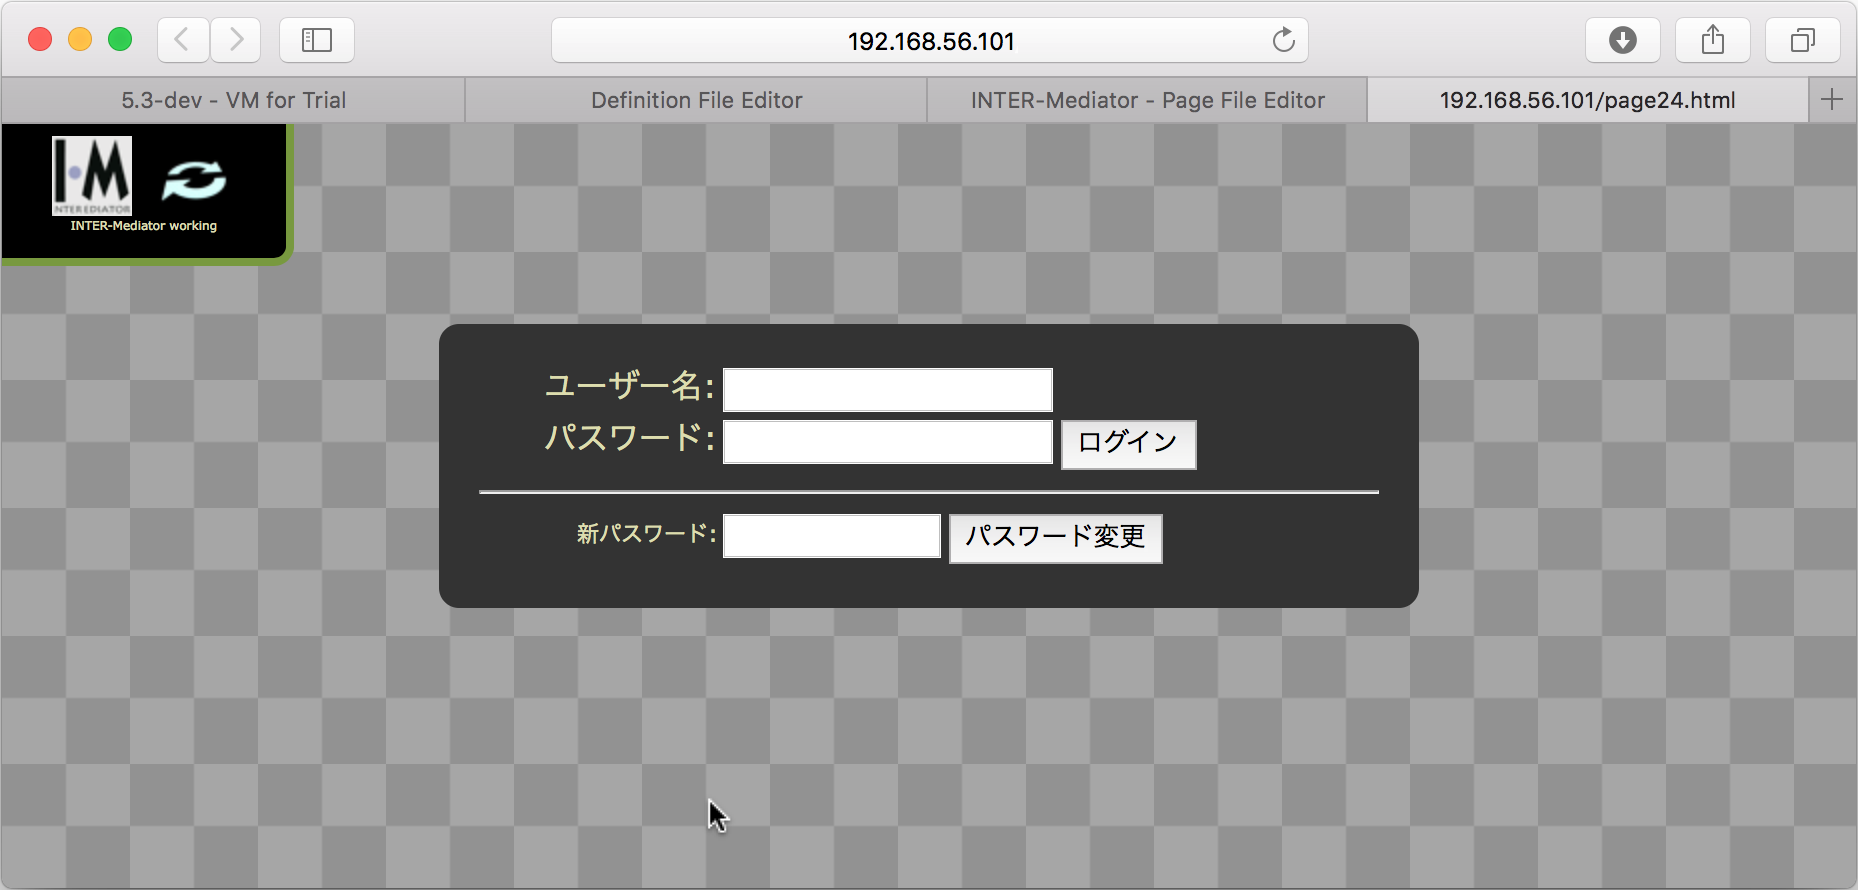 192.168.56.101
5.3-dev - VM for Trial
Definition File Editor
INTER-Mediator - Page File Editor
192.168.56.101/page24.html
I•M
INTER-Mediator working
ユーザー名:
パスワード:
ログイン
新パスワード:
パスワード変更